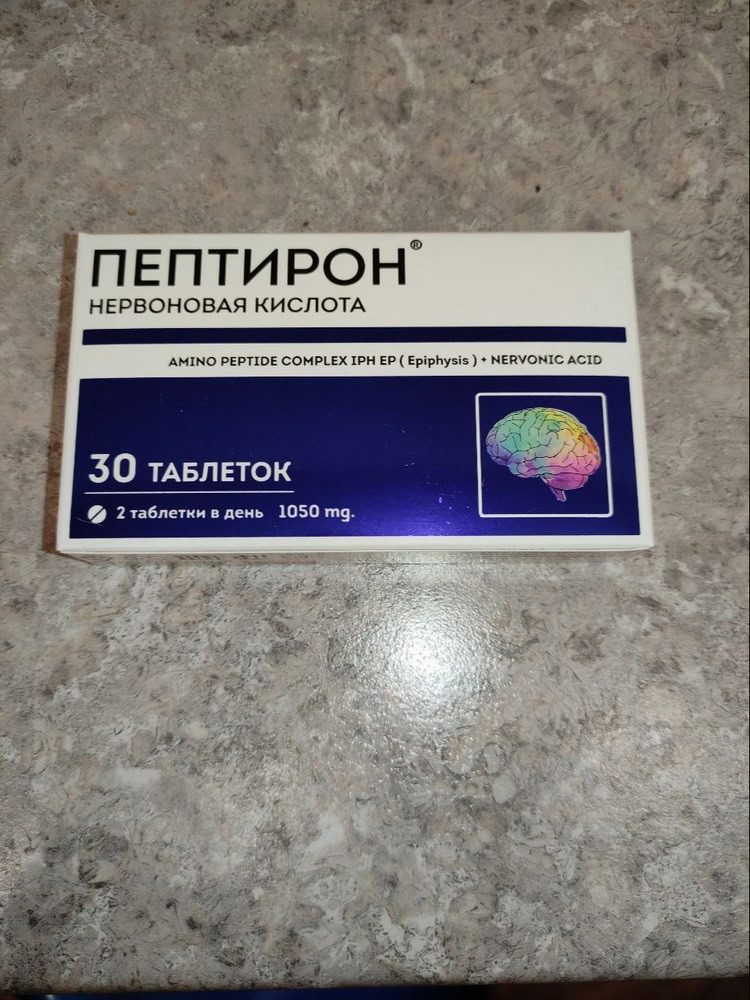 ПЕПТИРОН®
НЕРВОНОВАЯ КИСЛОТА
AMINO PEPTIDE COMPLEX IPH EP ( Epiphysis ) + NERVONIC ACID
30 ТАБЛЕТОК
2 таблетки в день 1050 mg.